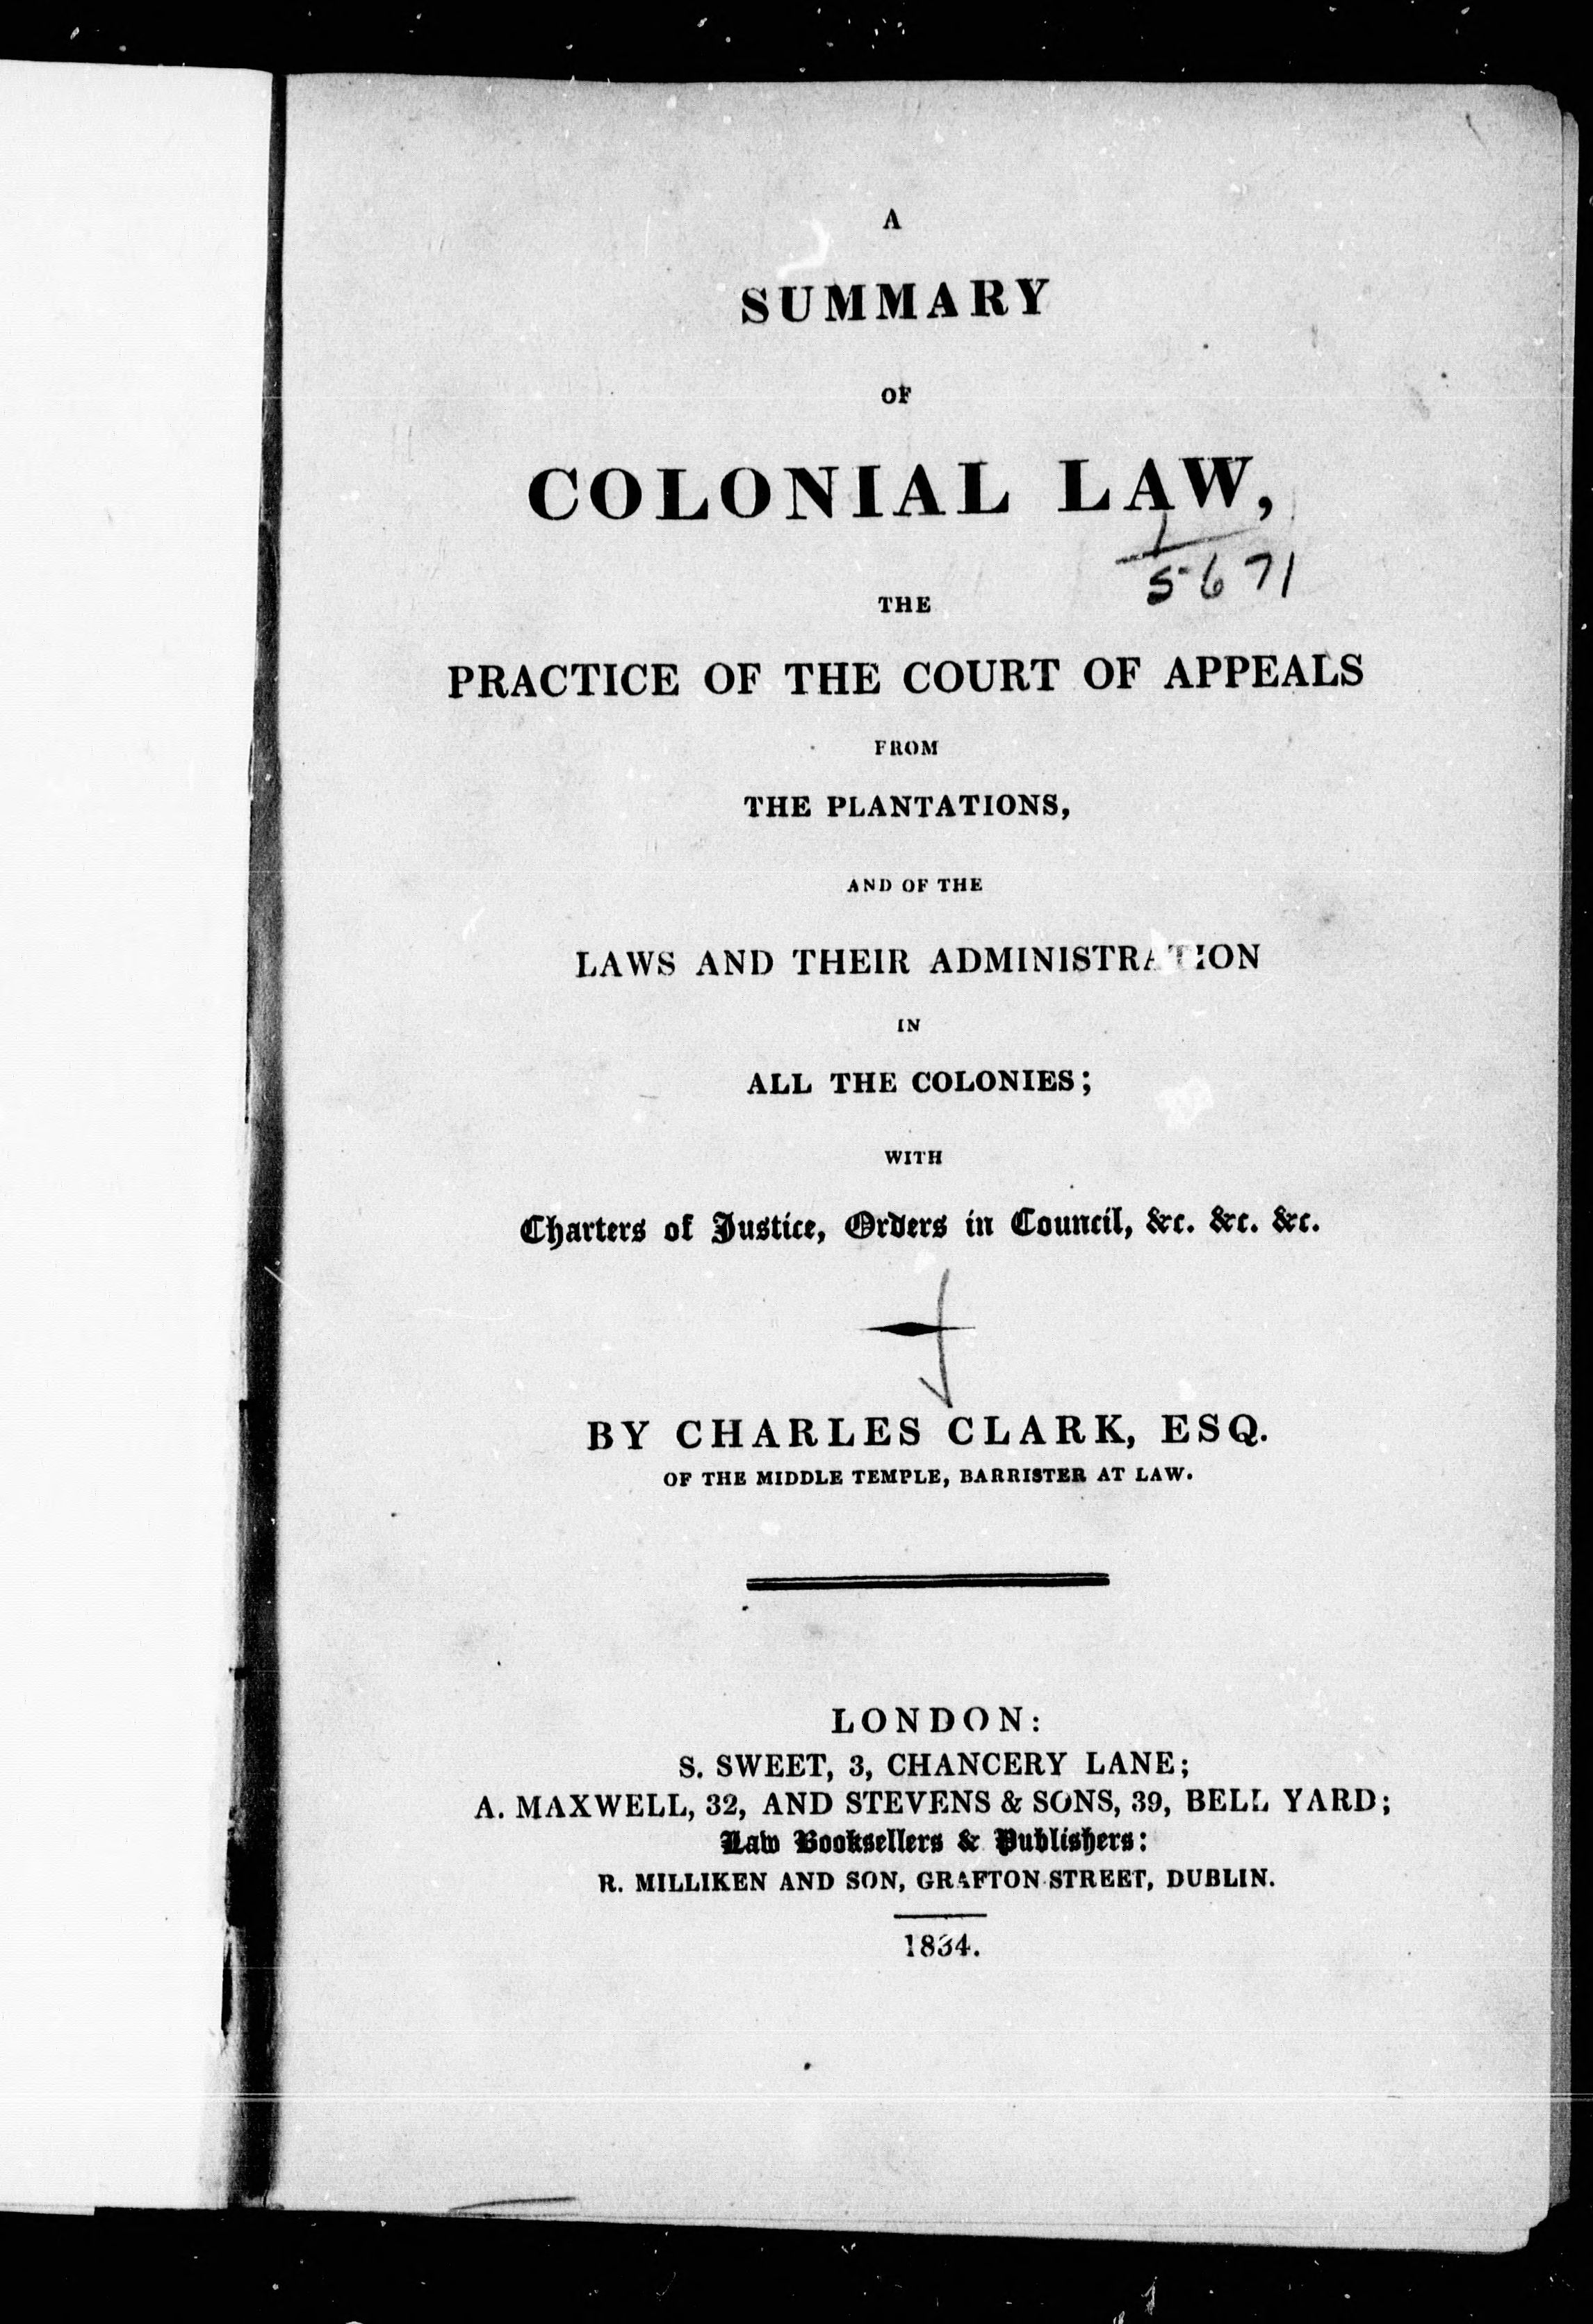 A
SUMMARY
OF
COLONIAL LAW,
1
5671
THE
PRACTICE OF THE COURT OF APPEALS
FROM
THE PLANTATIONS,
AND OF THE
LAWS AND THEIR ADMINISTRATION
IN
ALL THE COLONIES;
WITH
Charters of Justice, Orders in Council, &c. &c. &c.
BY CHARLES CLARK, ESQ.
OF THE MIDDLE TEMPLE, BARRISTER AT LAW.
LONDON:
S. SWEET, 3, CHANCERY LANE;
A. MAXWELL, 32, AND STEVENS & SONS, 39, BELL YARD;
Law Booksellers & Publishers:
R. MILLIKEN AND SON, GRAFTON STREET, DUBLIN.
1834.